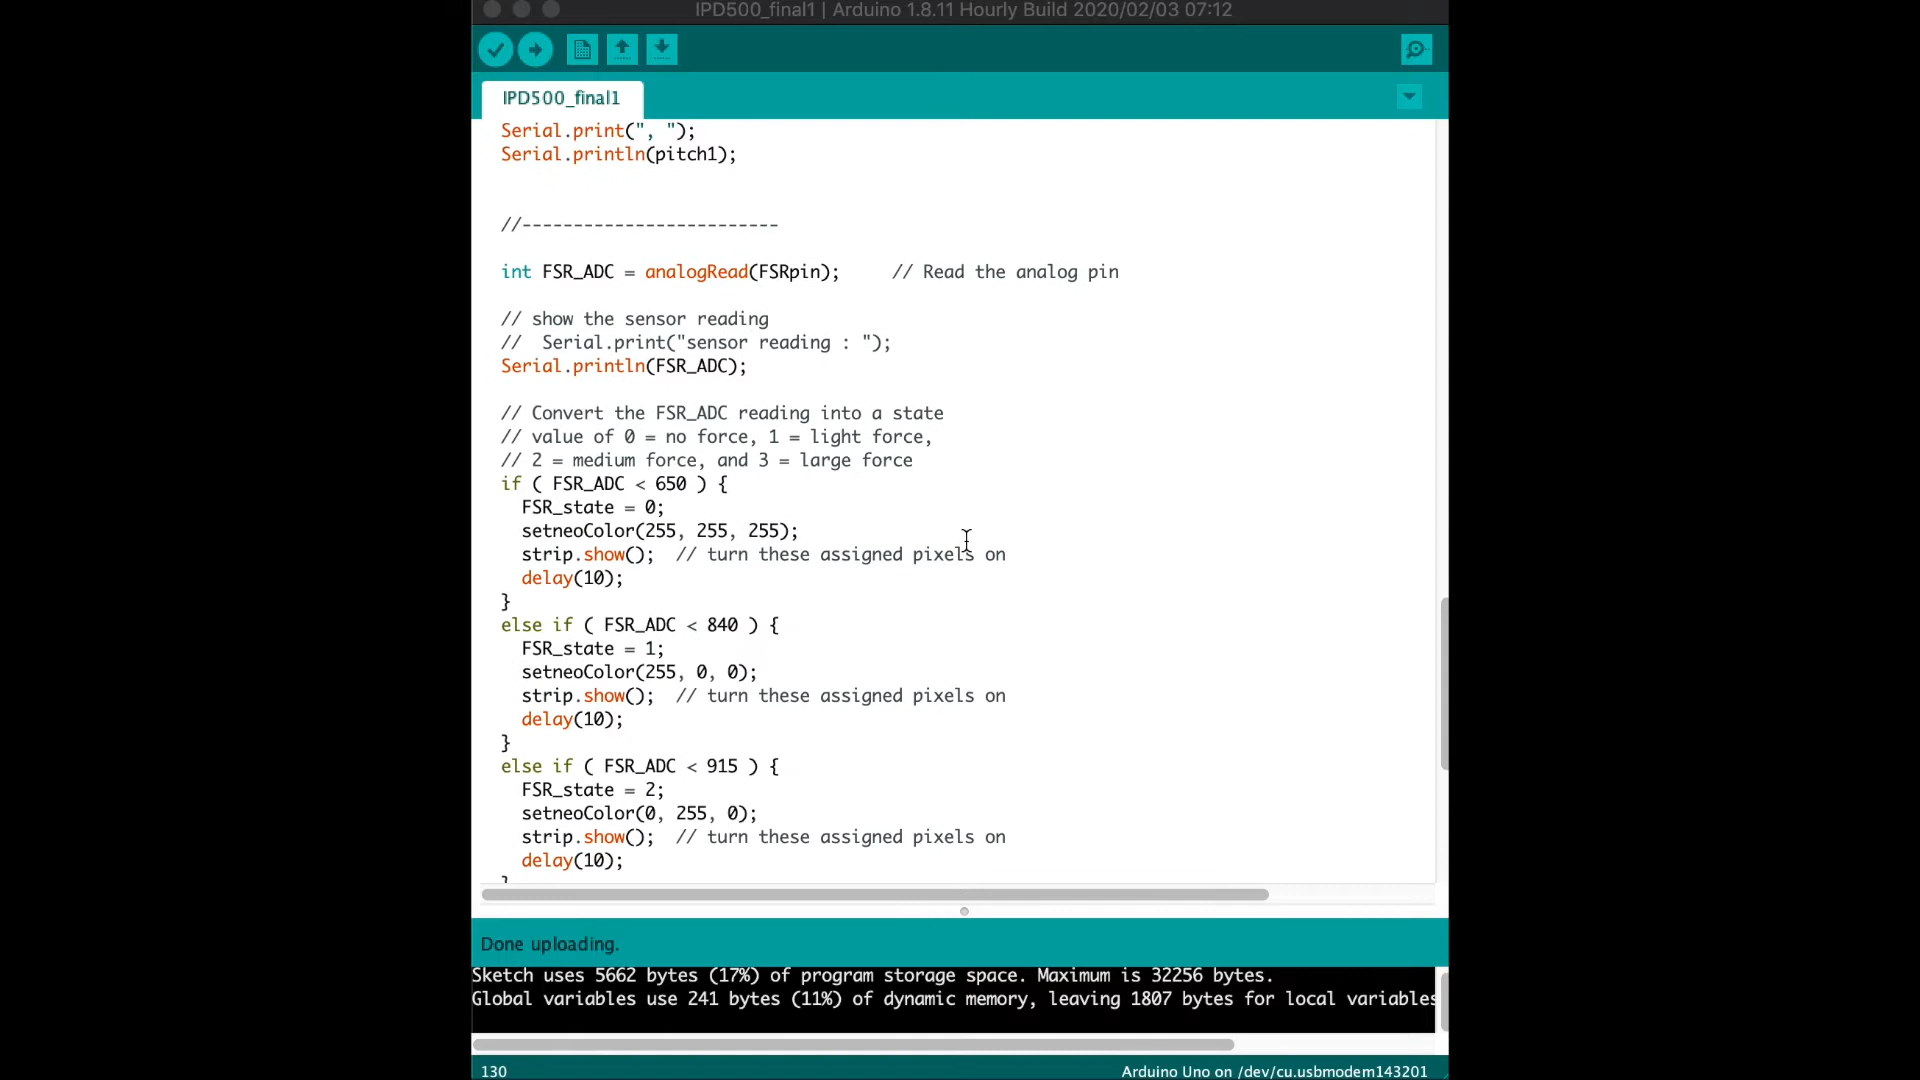 IPD500_final1 | Arduino 1.8.11 Hourly Build 2020/02/03 07:12
IPD500_final1
Serial.print(", ");
Serial.println(pitch1);
//-------------------------
int FSR_ADC = analogRead(FSRpin);     // Read the analog pin
// show the sensor reading
//  Serial.print("sensor reading : ");
Serial.println(FSR_ADC);
// Convert the FSR_ADC reading into a state
// value of 0 = no force, 1 = light force,
// 2 = medium force, and 3 = large force
if ( FSR_ADC < 650 ) {
FSR_state = 0;
setneoColor(255, 255, 255);
strip.show();  // turn these assigned pixels on
delay(10);
}
else if ( FSR_ADC < 840 ) {
FSR_state = 1;
setneoColor(255, 0, 0);
strip.show();  // turn these assigned pixels on
delay(10);
}
else if ( FSR_ADC < 915 ) {
FSR_state = 2;
setneoColor(0, 255, 0);
strip.show();  // turn these assigned pixels on
delay(10);
}
Done uploading.
Sketch uses 5662 bytes (17%) of program storage space. Maximum is 32256 bytes.
Global variables use 241 bytes (11%) of dynamic memory, leaving 1807 bytes for local variables
130
Arduino Uno on /dev/cu.usbmodem143201